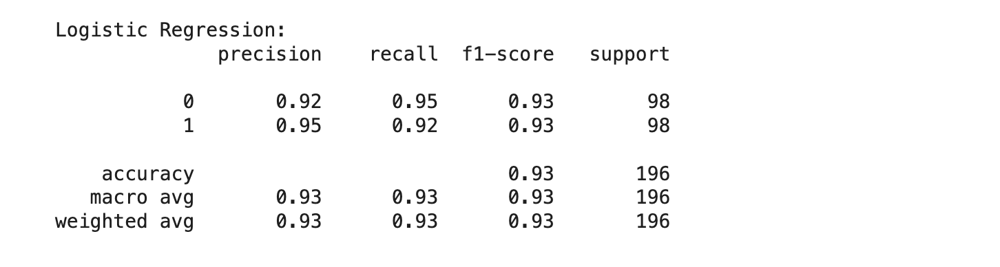 Logistic Regression:
precision recall f1-score support
0 0.92 0.95 0.93 98
1 0.95 0.92 0.93 98
accuracy 0.93 196
macro avg 0.93 0.93 0.93 196
weighted avg 0.93 0.93 0.93 196